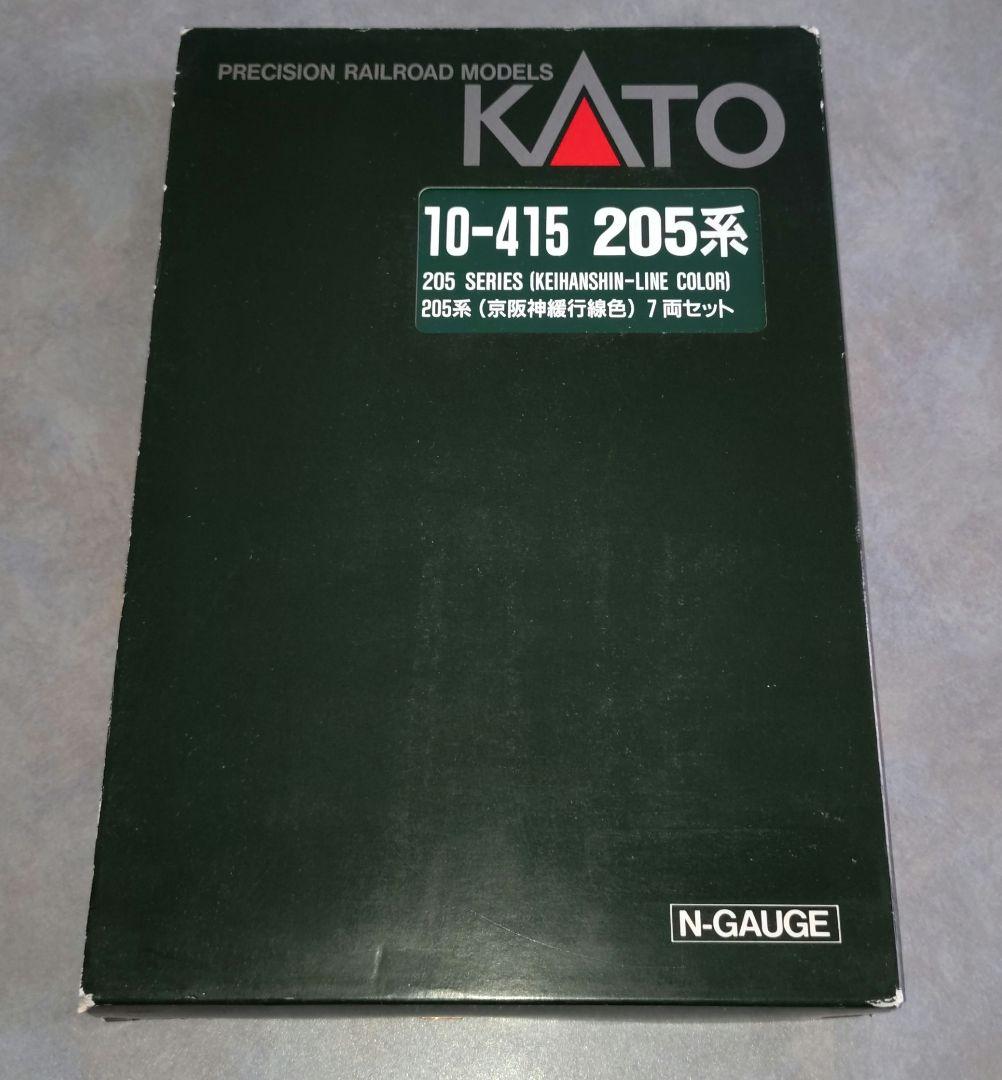 PRECISION RAILROAD MODELS
KATO
10-415 205系
205 SERIES (KEIHANSHIN-LINE COLOR)
205系 (京阪神緩行線色) 7両セット
N-GAUGE